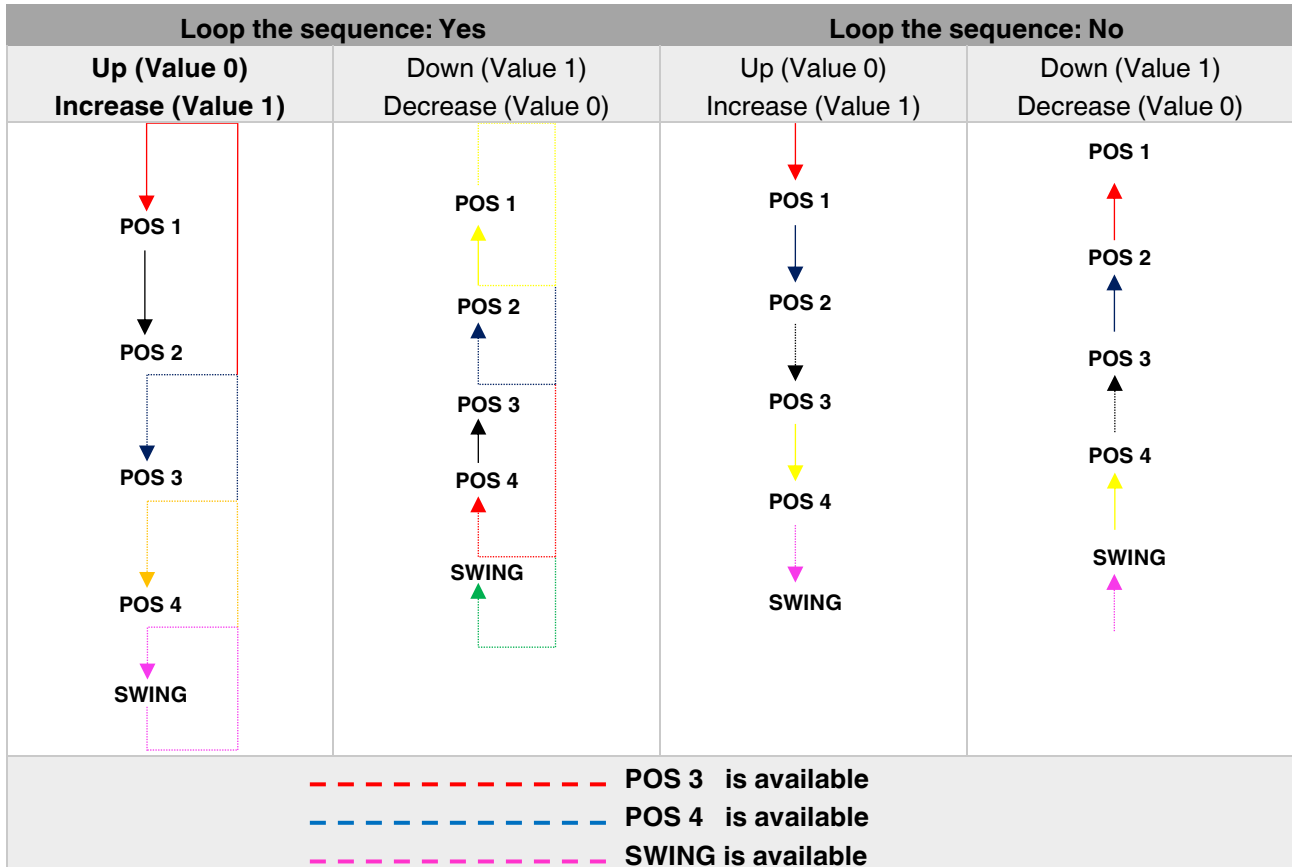 Loop the sequence: Yes
Loop the sequence: No
Up (Value 0)
Increase (Value 1)
Down (Value 1)
Decrease (Value 0)
Up (Value 0)
Increase (Value 1)
Down (Value 1)
Decrease (Value 0)
POS 1
POS 2
POS 3
POS 4
SWING
POS 1
POS 2
POS 3
POS 4
SWING
POS 1
POS 2
POS 3
POS 4
SWING
POS 1
POS 2
POS 3
POS 4
SWING
POS 3 is available
POS 4 is available
SWING is available